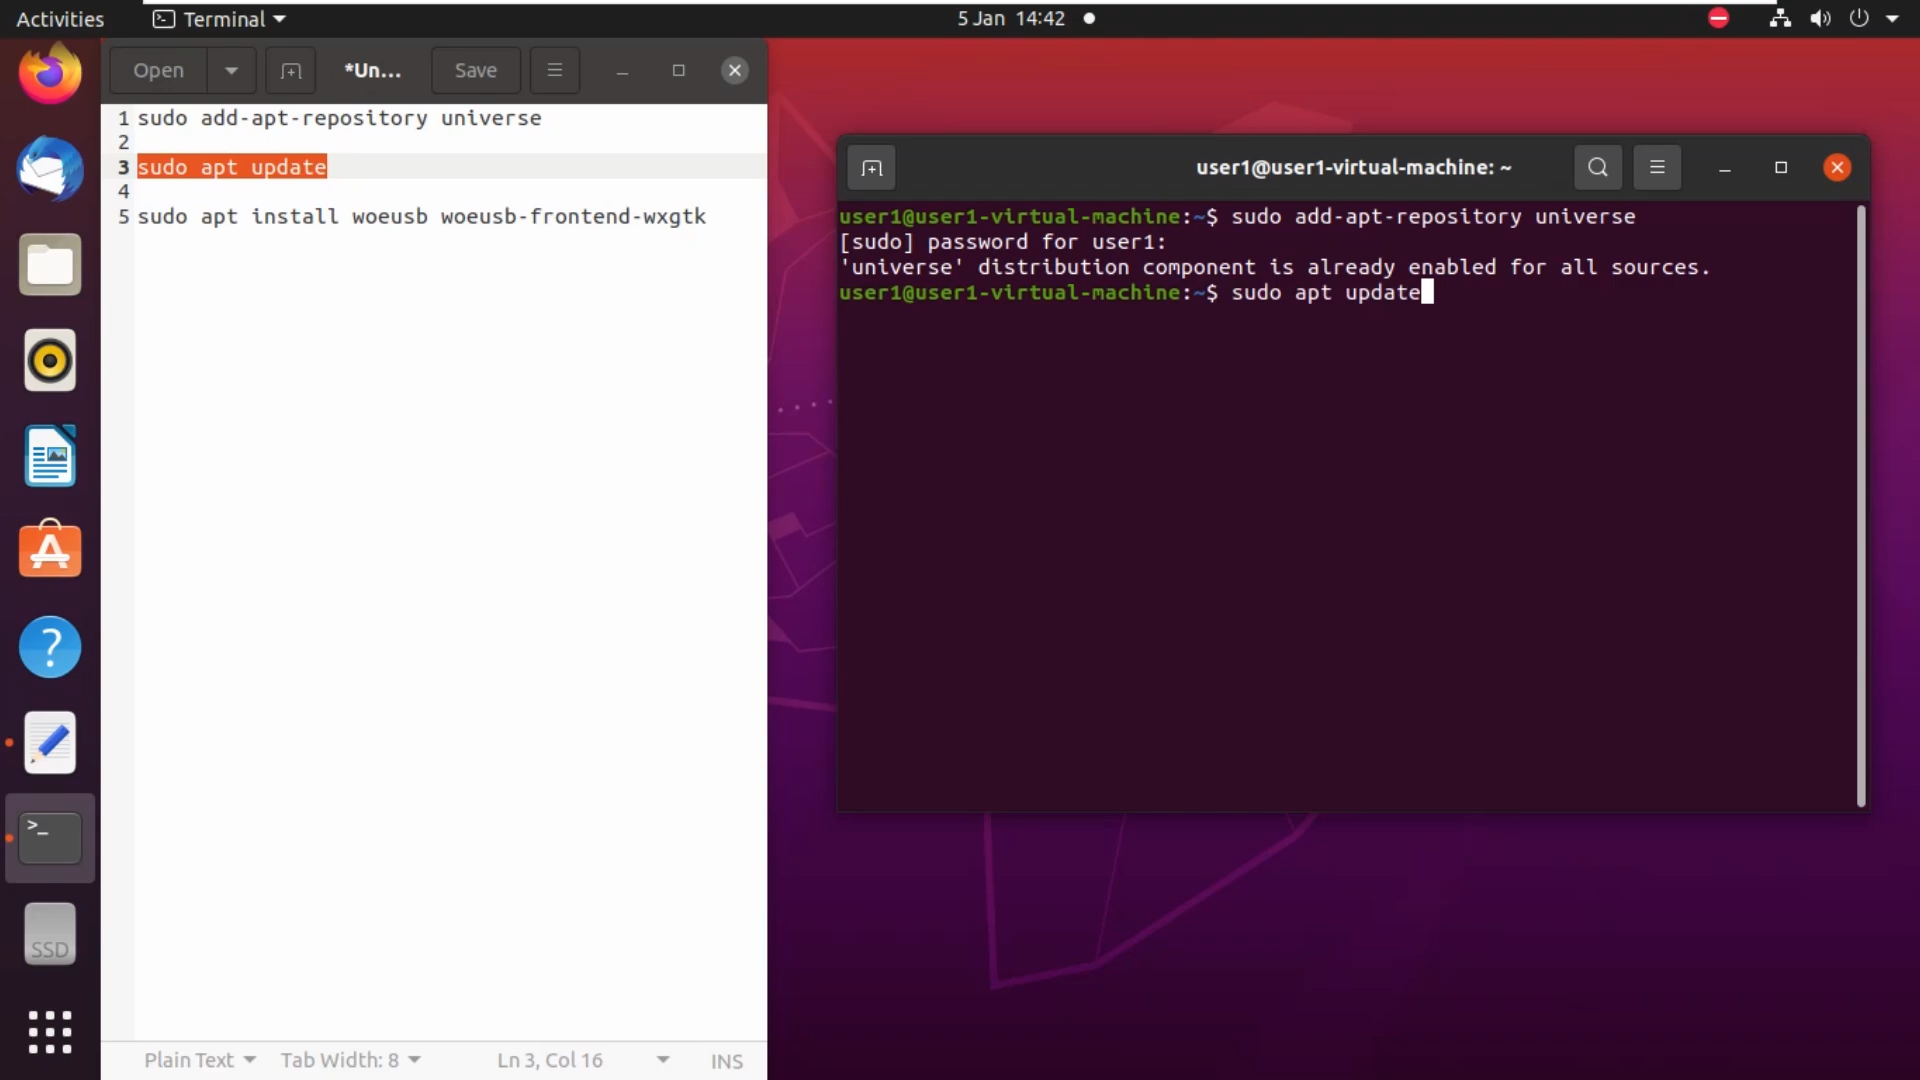 Activities
Terminal
5 Jan 14:42
Open
*Un...
Save
1 sudo add-apt-repository universe
2
3 sudo apt update
4
5 sudo apt install woeusb woeusb-frontend-wxgtk
Plain Text
Tab Width: 8
Ln 3, Col 16
INS
user1@user1-virtual-machine: ~
user1@user1-virtual-machine:~$ sudo add-apt-repository universe
[sudo] password for user1:
'universe' distribution component is already enabled for all sources.
user1@user1-virtual-machine:~$ sudo apt update
>_
SSD